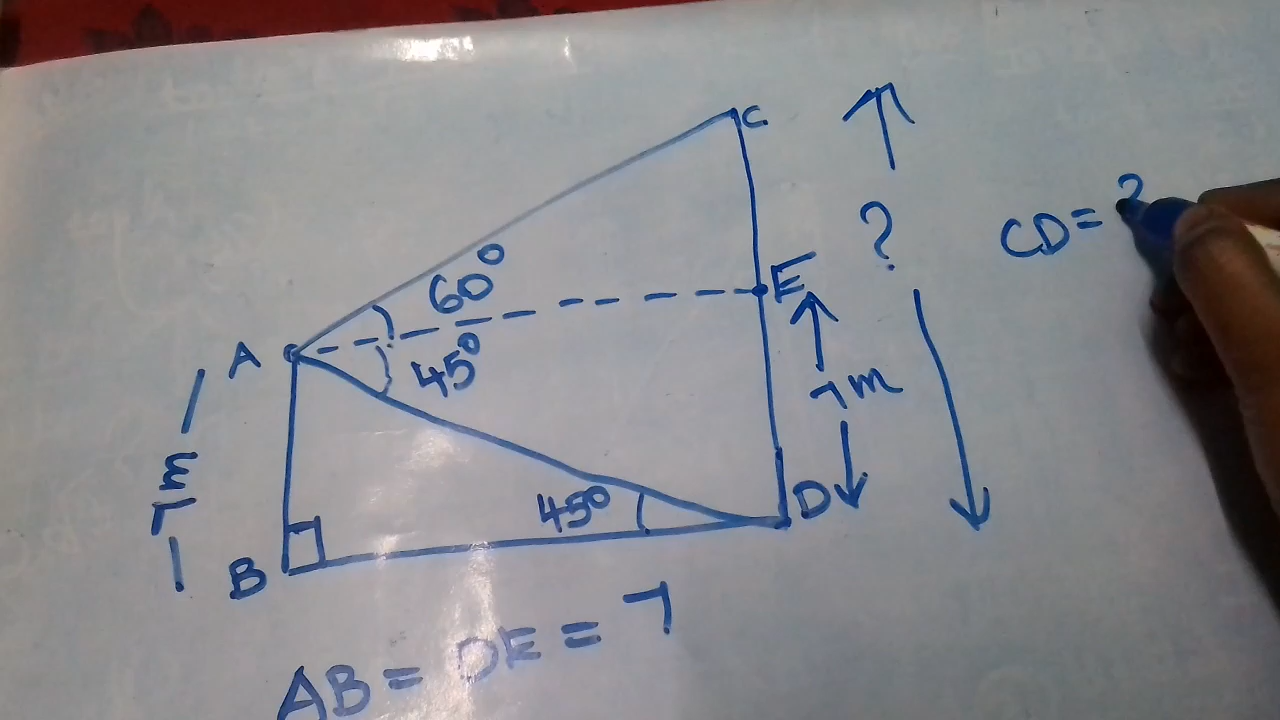 C
?
CD = ?
60°
E
A
45°
7m
7m
45°
D
B
AB = DE = 7